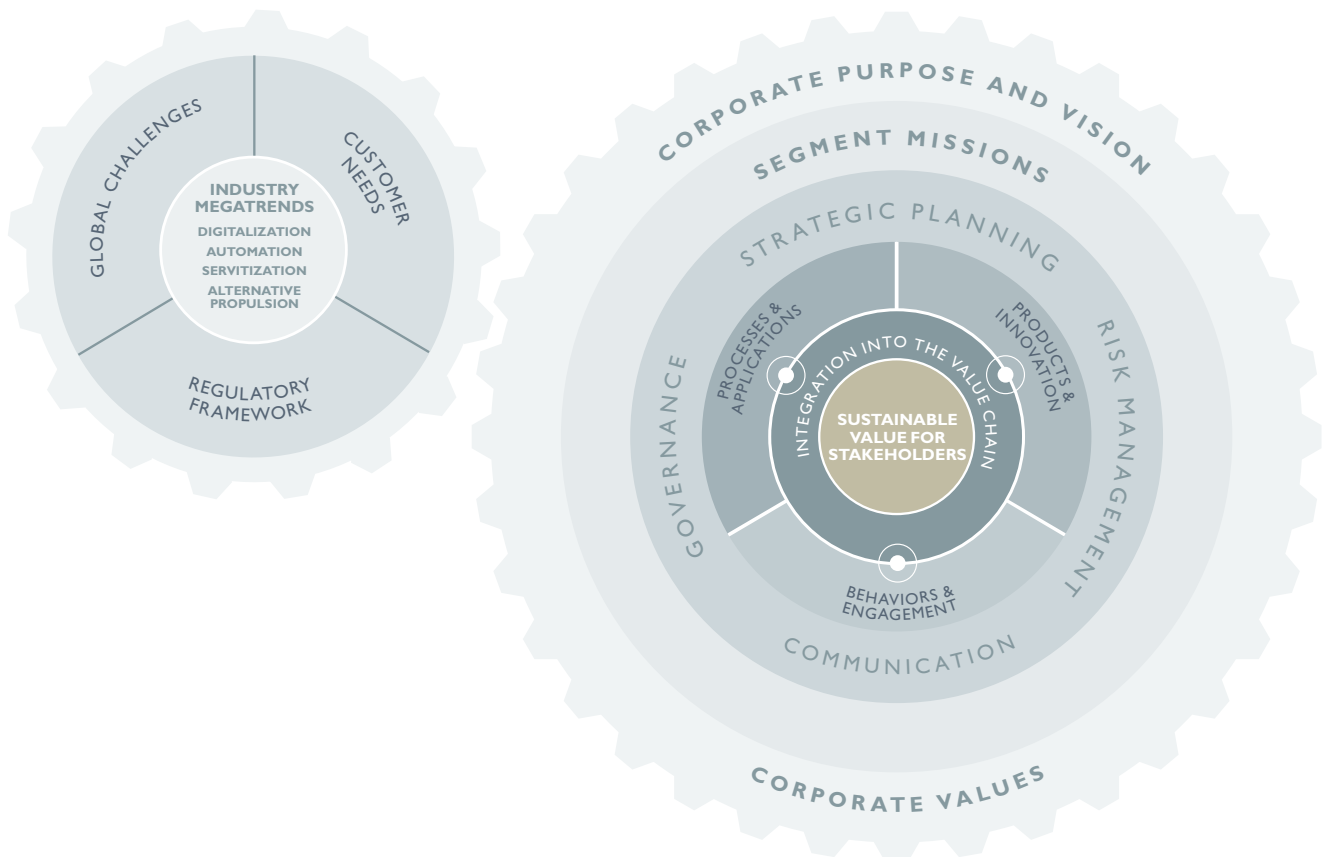 GLOBAL CHALLENGES
CUSTOMER
NEEDS
INDUSTRY
MEGATRENDS
DIGITALIZATION
AUTOMATION
SERVITIZATION
ALTERNATIVE
PROPULSION
REGULATORY
FRAMEWORK
CORPORATE PURPOSE AND VISION
SEGMENT MISSIONS
STRATEGIC PLANNING
GOVERNANCE
RISK MANAGEMENT
PROCESSES &
APPLICATIONS
PRODUCTS &
INNOVATION
INTEGRATION INTO THE VALUE CHAIN
SUSTAINABLE
VALUE FOR
STAKEHOLDERS
BEHAVIORS &
ENGAGEMENT
COMMUNICATION
CORPORATE VALUES